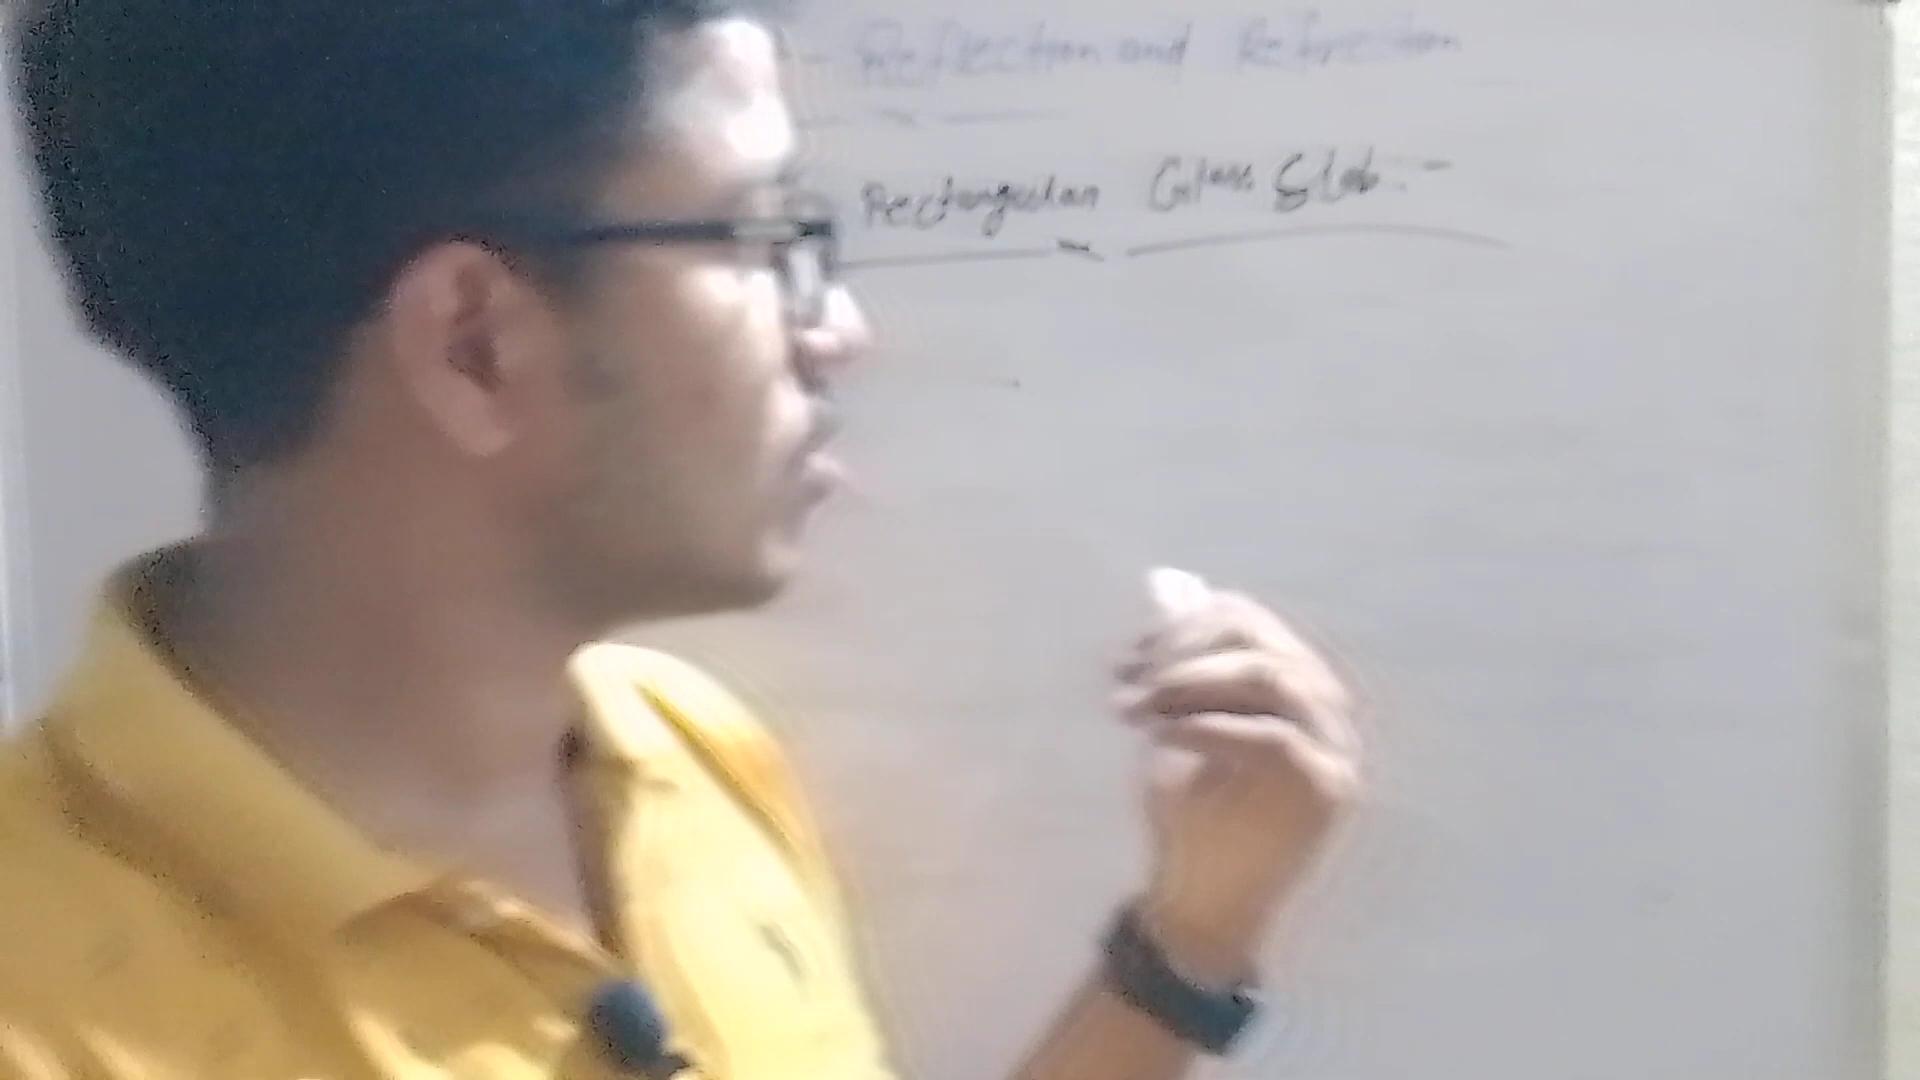 - Reflection and Refraction
Rectangular Glass Slab :-